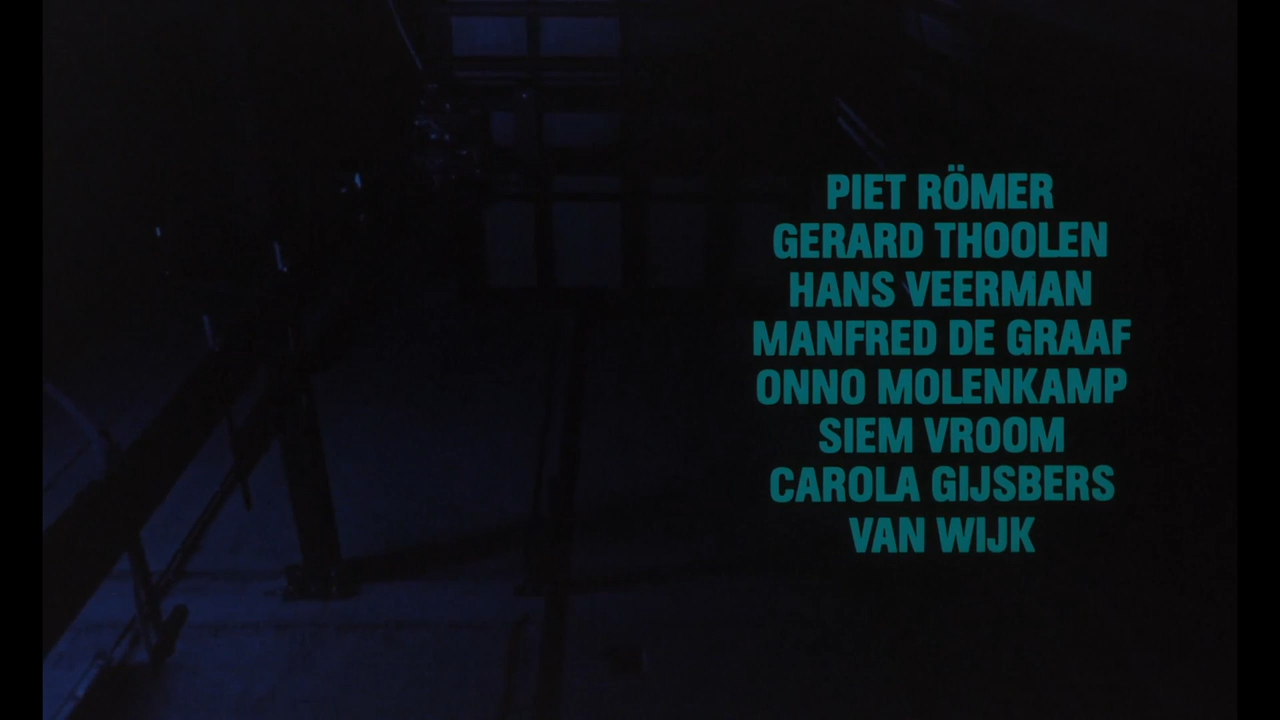 PIET RÖMER
GERARD THOOLEN
HANS VEERMAN
MANFRED DE GRAAF
ONNO MOLENKAMP
SIEM VROOM
CAROLA GIJSBERS
VAN WIJK